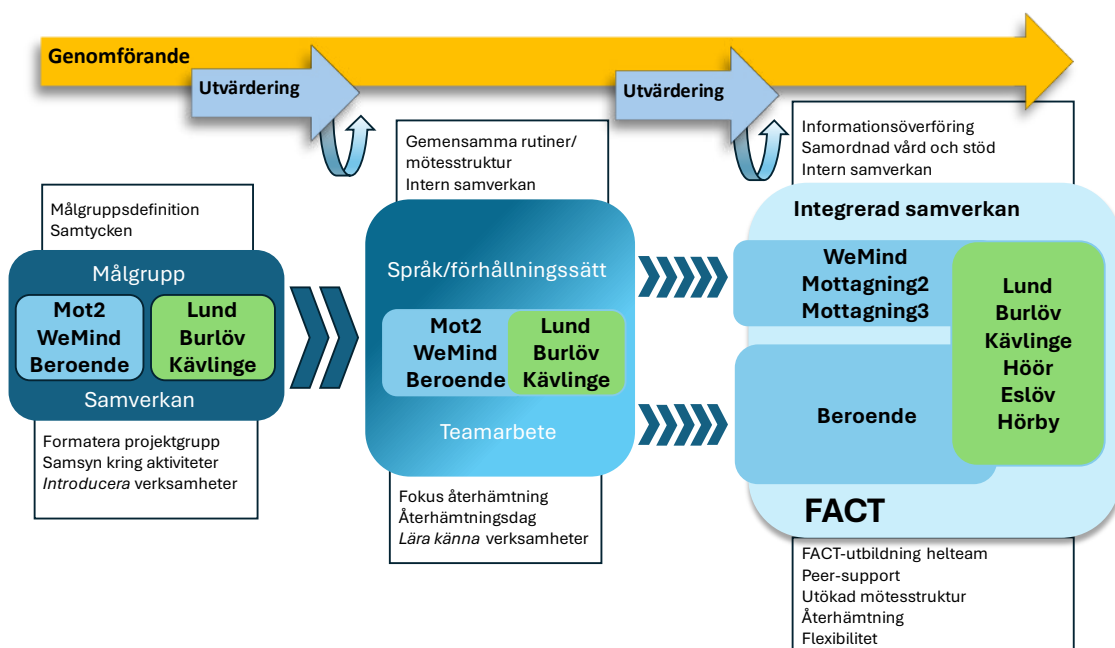 Genomförande
Utvärdering
Utvärdering
Målgruppsdefinition
Samtycken
Målgrupp
Mot2
WeMind
Beroende
Lund
Burlöv
Kävlinge
Samverkan
Formatera projektgrupp
Samsyn kring aktiviteter
Introducera verksamheter
Gemensamma rutiner/
mötesstruktur
Intern samverkan
Språk/förhållningssätt
Mot2
WeMind
Beroende
Lund
Burlöv
Kävlinge
Teamarbete
Fokus återhämtning
Återhämtningsdag
Lära känna verksamheter
Informationsöverföring
Samordnad vård och stöd
Intern samverkan
Integrerad samverkan
WeMind
Mottagning2
Mottagning3
Beroende
Lund
Burlöv
Kävlinge
Höör
Eslöv
Hörby
FACT
FACT-utbildning helteam
Peer-support
Utökad mötesstruktur
Återhämtning
Flexibilitet